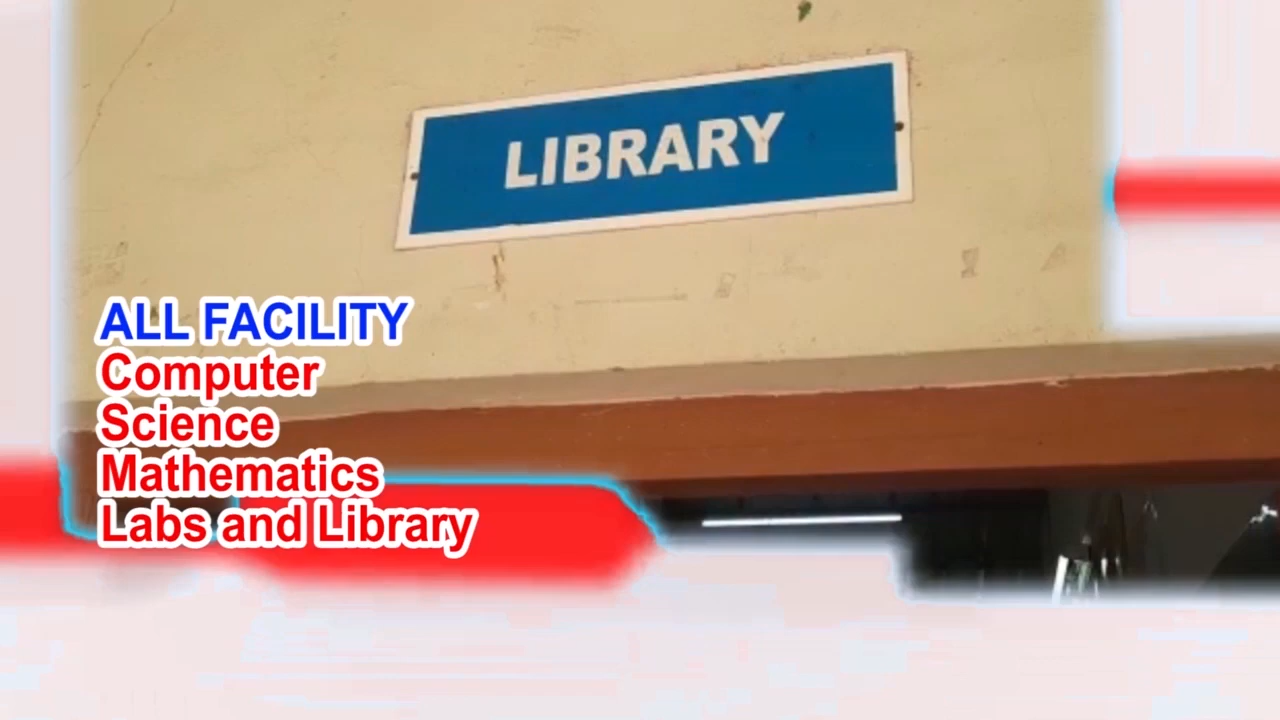 LIBRARY
ALL FACILITY
Computer
Science
Mathematics
Labs and Library